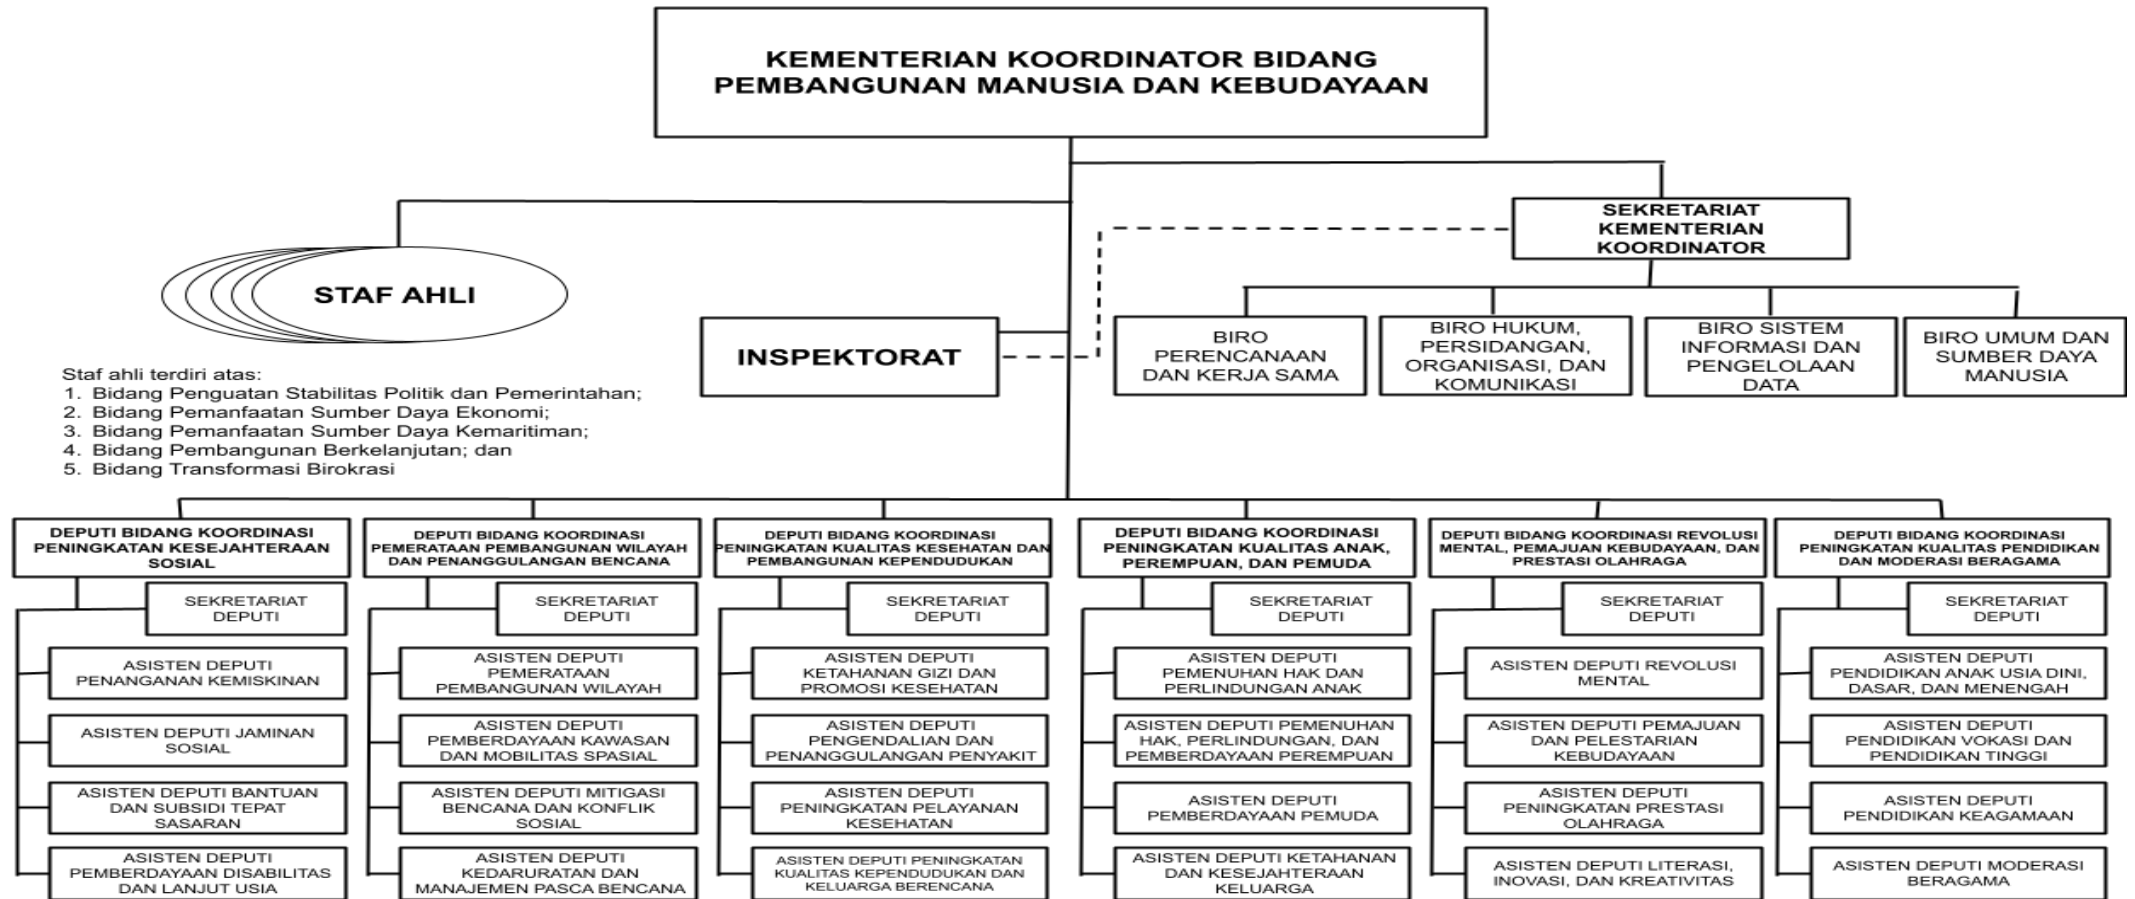 KEMENTERIAN KOORDINATOR BIDANG
PEMBANGUNAN MANUSIA DAN KEBUDAYAAN
SEKRETARIAT
KEMENTERIAN
KOORDINATOR
STAF AHLI
INSPEKTORAT
BIRO
PERENCANAAN
DAN KERJA SAMA
BIRO HUKUM,
PERSIDANGAN,
ORGANISASI, DAN
KOMUNIKASI
BIRO SISTEM
INFORMASI DAN
PENGELOLAAN
DATA
BIRO UMUM DAN
SUMBER DAYA
MANUSIA
Staf ahli terdiri atas:
1. Bidang Penguatan Stabilitas Politik dan Pemerintahan;
2. Bidang Pemanfaatan Sumber Daya Ekonomi;
3. Bidang Pemanfaatan Sumber Daya Kemaritiman;
4. Bidang Pembangunan Berkelanjutan; dan
5. Bidang Transformasi Birokrasi
DEPUTI BIDANG KOORDINASI
PENINGKATAN KESEJAHTERAAN
SOSIAL
SEKRETARIAT
DEPUTI
ASISTEN DEPUTI
PENANGANAN KEMISKINAN
ASISTEN DEPUTI JAMINAN
SOSIAL
ASISTEN DEPUTI BANTUAN
DAN SUBSIDI TEPAT
SASARAN
ASISTEN DEPUTI
PEMBERDAYAAN DISABILITAS
DAN LANJUT USIA
DEPUTI BIDANG KOORDINASI
PEMERATAAN PEMBANGUNAN WILAYAH
DAN PENANGGULANGAN BENCANA
SEKRETARIAT
DEPUTI
ASISTEN DEPUTI
PEMERATAAN
PEMBANGUNAN WILAYAH
ASISTEN DEPUTI
PEMBERDAYAAN KAWASAN
DAN MOBILITAS SPASIAL
ASISTEN DEPUTI MITIGASI
BENCANA DAN KONFLIK
SOSIAL
ASISTEN DEPUTI
KEDARURATAN DAN
MANAJEMEN PASCA BENCANA
DEPUTI BIDANG KOORDINASI
PENINGKATAN KUALITAS KESEHATAN DAN
PEMBANGUNAN KEPENDUDUKAN
SEKRETARIAT
DEPUTI
ASISTEN DEPUTI
KETAHANAN GIZI DAN
PROMOSI KESEHATAN
ASISTEN DEPUTI
PENGENDALIAN DAN
PENANGGULANGAN PENYAKIT
ASISTEN DEPUTI
PENINGKATAN PELAYANAN
KESEHATAN
ASISTEN DEPUTI PENINGKATAN
KUALITAS KEPENDUDUKAN DAN
KELUARGA BERENCANA
DEPUTI BIDANG KOORDINASI
PENINGKATAN KUALITAS ANAK,
PEREMPUAN, DAN PEMUDA
SEKRETARIAT
DEPUTI
ASISTEN DEPUTI
PEMENUHAN HAK DAN
PERLINDUNGAN ANAK
ASISTEN DEPUTI PEMENUHAN
HAK, PERLINDUNGAN, DAN
PEMBERDAYAAN PEREMPUAN
ASISTEN DEPUTI
PEMBERDAYAAN PEMUDA
ASISTEN DEPUTI KETAHANAN
DAN KESEJAHTERAAN
KELUARGA
DEPUTI BIDANG KOORDINASI REVOLUSI
MENTAL, PEMAJUAN KEBUDAYAAN, DAN
PRESTASI OLAHRAGA
SEKRETARIAT
DEPUTI
ASISTEN DEPUTI REVOLUSI
MENTAL
ASISTEN DEPUTI PEMAJUAN
DAN PELESTARIAN
KEBUDAYAAN
ASISTEN DEPUTI
PENINGKATAN PRESTASI
OLAHRAGA
ASISTEN DEPUTI LITERASI,
INOVASI, DAN KREATIVITAS
DEPUTI BIDANG KOORDINASI
PENINGKATAN KUALITAS PENDIDIKAN
DAN MODERASI BERAGAMA
SEKRETARIAT
DEPUTI
ASISTEN DEPUTI
PENDIDIKAN ANAK USIA DINI,
DASAR, DAN MENENGAH
ASISTEN DEPUTI
PENDIDIKAN VOKASI DAN
PENDIDIKAN TINGGI
ASISTEN DEPUTI
PENDIDIKAN KEAGAMAAN
ASISTEN DEPUTI MODERASI
BERAGAMA